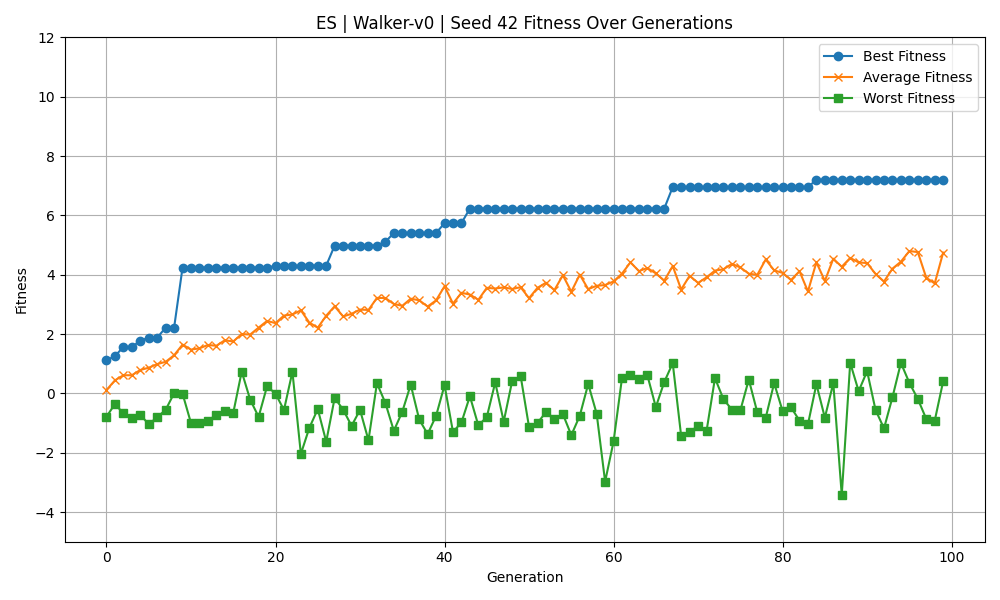 ES | Walker-v0 | Seed 42 Fitness Over Generations
12
10
8
6
4
2
0
−2
−4
Fitness
Best Fitness
Average Fitness
Worst Fitness
0 20 40 60 80 100
Generation